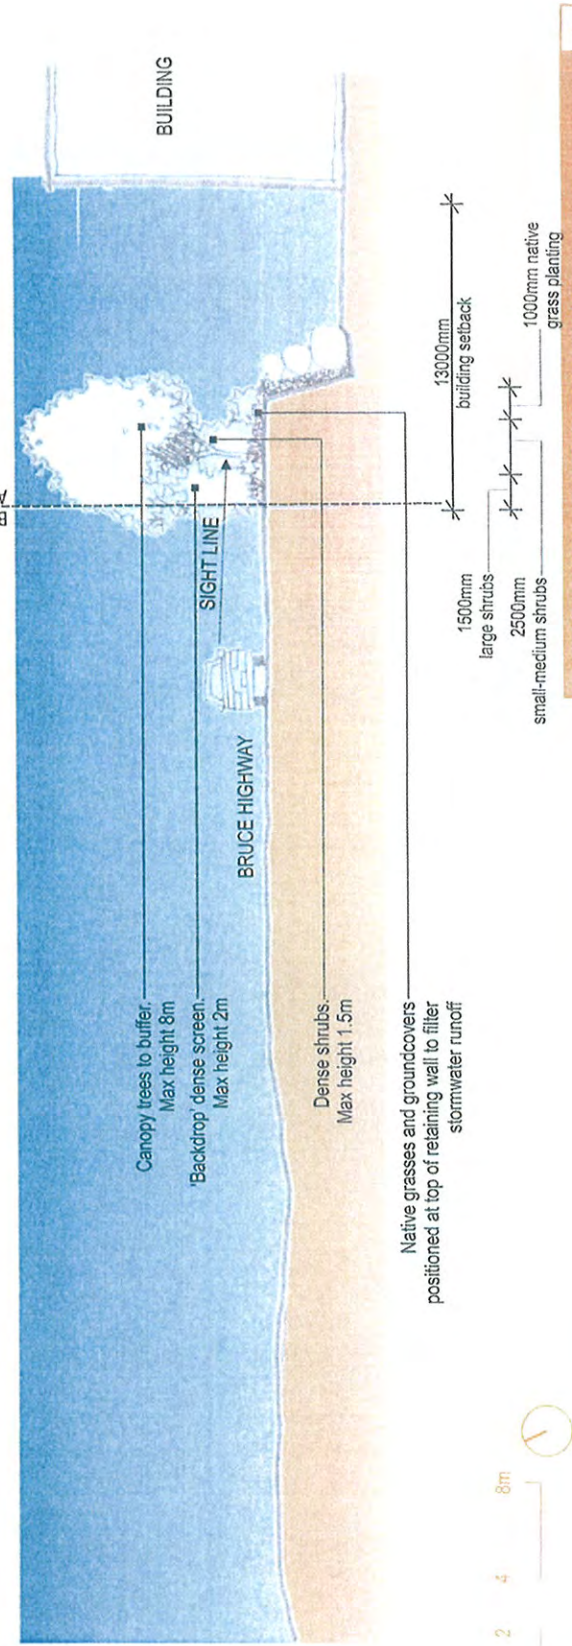 BUILDING
SIGHT LINE
BRUCE HIGHWAY
Canopy trees to buffer.
Max height 8m
'Backdrop' dense screen.
Max height 2m
Dense shrubs.
Max height 1.5m
Native grasses and groundcovers
positioned at top of retaining wall to filter
stormwater runoff
13000mm
building setback
1500mm
large shrubs
2500mm
small-medium shrubs
1000mm native
grass planting
2 4 8m